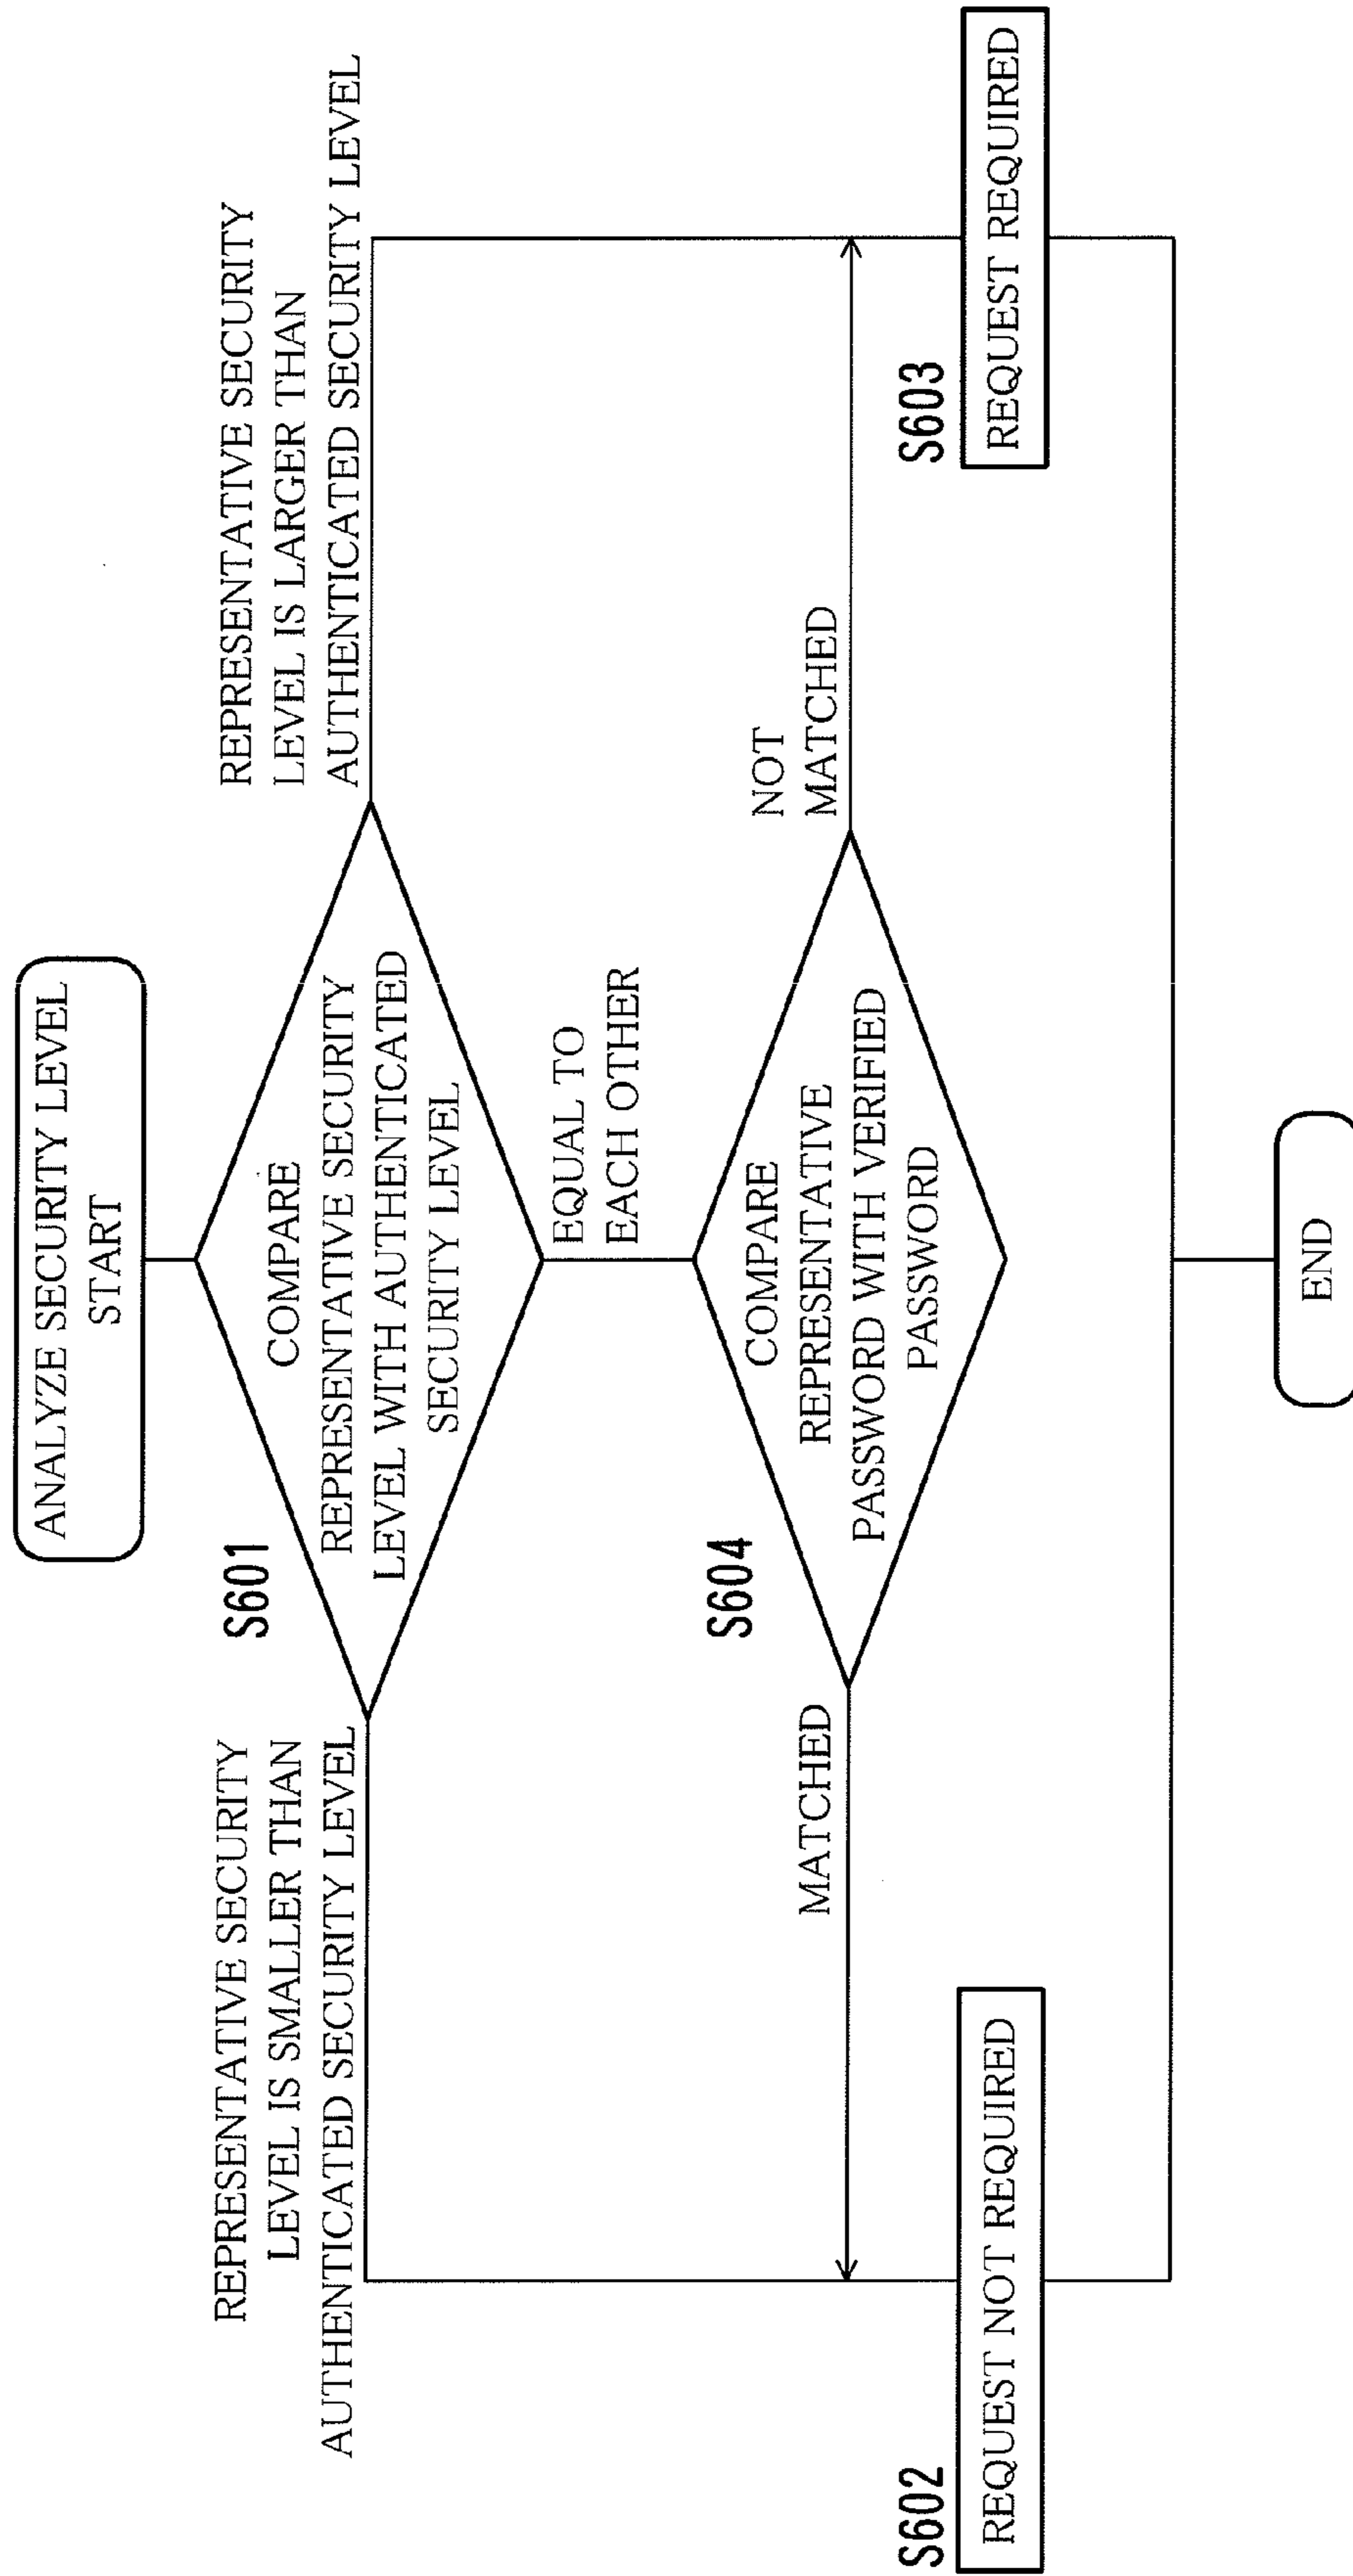 ANALYZE SECURITY LEVEL
START
S601
COMPARE
REPRESENTATIVE SECURITY
LEVEL WITH AUTHENTICATED
SECURITY LEVEL
REPRESENTATIVE SECURITY
LEVEL IS SMALLER THAN
AUTHENTICATED SECURITY LEVEL
REPRESENTATIVE SECURITY
LEVEL IS LARGER THAN
AUTHENTICATED SECURITY LEVEL
EQUAL TO
EACH OTHER
S604
COMPARE
REPRESENTATIVE
PASSWORD WITH VERIFIED
PASSWORD
MATCHED
NOT
MATCHED
S602
REQUEST NOT REQUIRED
S603
REQUEST REQUIRED
END